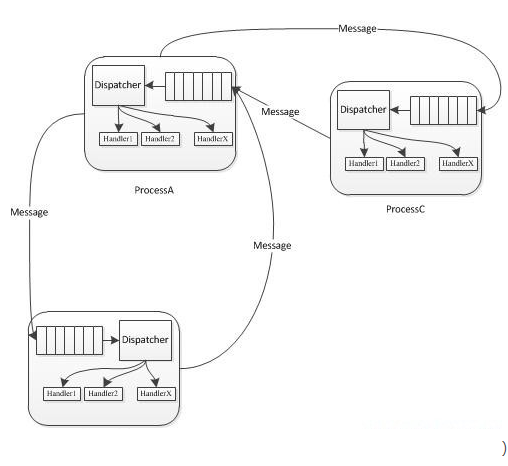 Message
Dispatcher
Handler1
Handler2
HandlerX
ProcessA
Message
Dispatcher
Handler1
Handler2
HandlerX
ProcessC
Message
Message
Dispatcher
Handler1
Handler2
HandlerX
)